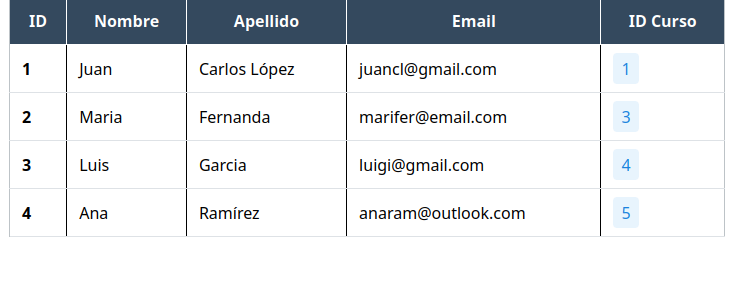 ID Nombre Apellido Email ID Curso
1 Juan Carlos López juancl@gmail.com 1
2 Maria Fernanda marifer@email.com 3
3 Luis Garcia luigi@gmail.com 4
4 Ana Ramírez anaram@outlook.com 5